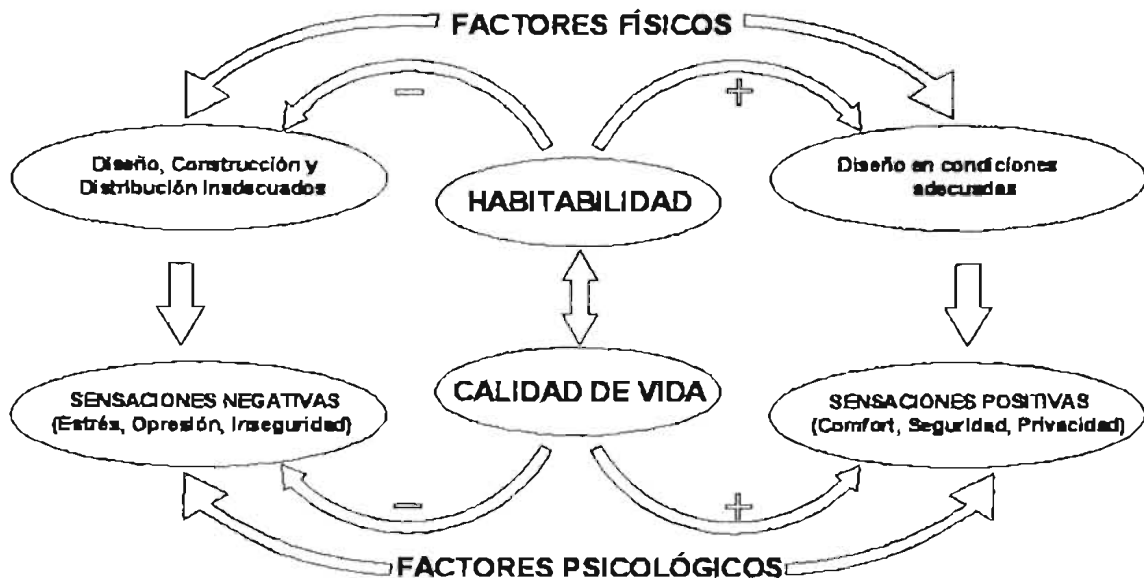 FACTORES FÍSICOS
−
+
Diseño, Construcción y
Distribución Inadecuados
HABITABILIDAD
Diseño en condiciones
adecuadas
CALIDAD DE VIDA
SENSACIONES NEGATIVAS
(Estrés, Opresión, Inseguridad)
SENSACIONES POSITIVAS
(Comfort, Seguridad, Privacidad)
−
+
FACTORES PSICOLÓGICOS